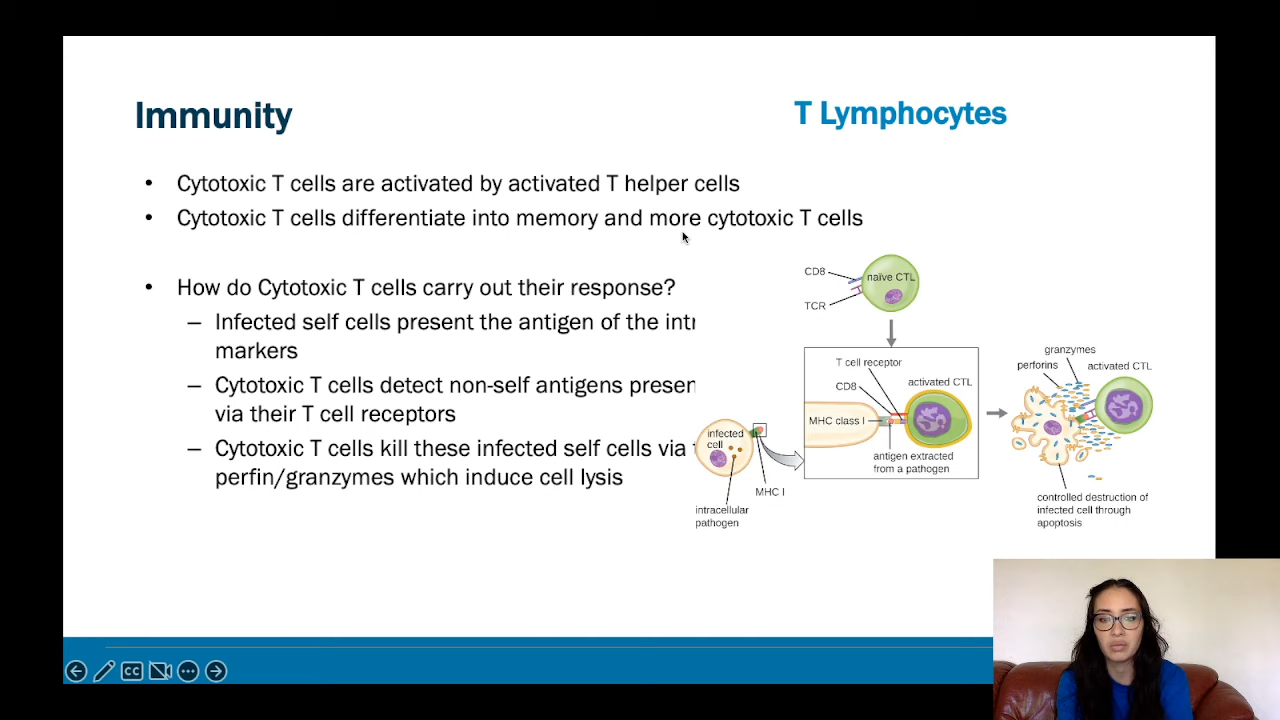 Immunity
T Lymphocytes
• Cytotoxic T cells are activated by activated T helper cells
• Cytotoxic T cells differentiate into memory and more cytotoxic T cells
• How do Cytotoxic T cells carry out their response?
– Infected self cells present the antigen of the
markers
– Cytotoxic T cells detect non-self antigens
via their T cell receptors
– Cytotoxic T cells kill these infected self cells via
perfin/granzymes which induce cell lysis
CD8
naïve CTL
TCR
T cell receptor
CD8
activated CTL
MHC class I
antigen extracted
from a pathogen
infected
cell
MHC I
intracellular
pathogen
granzymes
perforins
activated CTL
controlled destruction of
infected cell through
apoptosis
CC